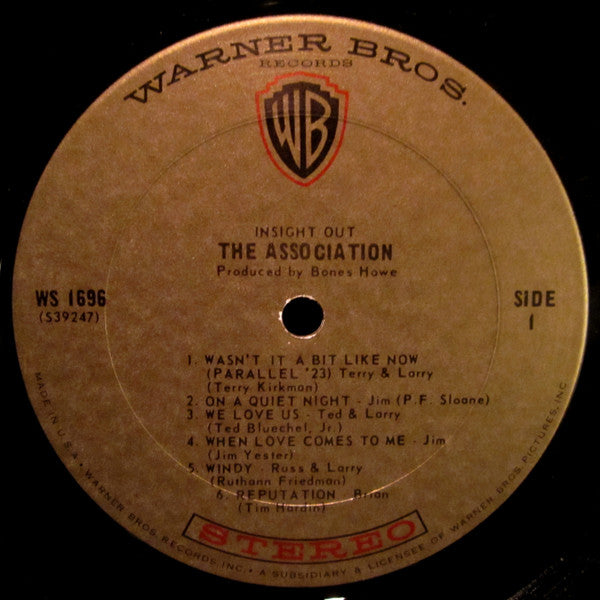 WARNER BROS.
RECORDS
WB
INSIGHT OUT
THE ASSOCIATION
Produced by Bones Howe
WS 1696
(S39247)
SIDE
1
1. WASN'T IT A BIT LIKE NOW
(PARALLEL '23) Terry & Larry
(Terry Kirkman)
2. ON A QUIET NIGHT - Jim (P.F. Sloane)
3. WE LOVE US - Ted & Larry
(Ted Bluechel, Jr.)
4. WHEN LOVE COMES TO ME - Jim
(Jim Yester)
5. WINDY - Russ & Larry
(Ruthann Friedman)
6. REPUTATION Brian
(Tim Hardin)
STEREO
MADE IN U.S.A. • WARNER BROS. RECORDS INC. • A SUBSIDIARY & LICENSEE OF WARNER BROS. PICTURES, INC.